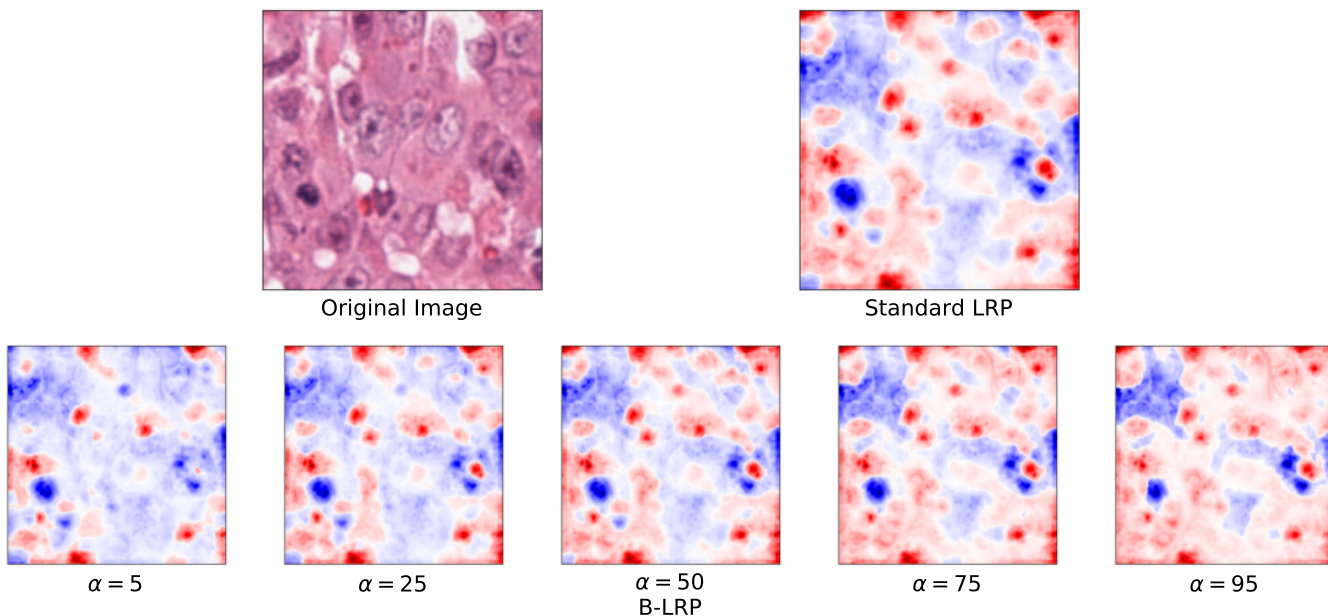 Original Image
Standard LRP
α = 5
α = 25
α = 50
α = 75
α = 95
B-LRP